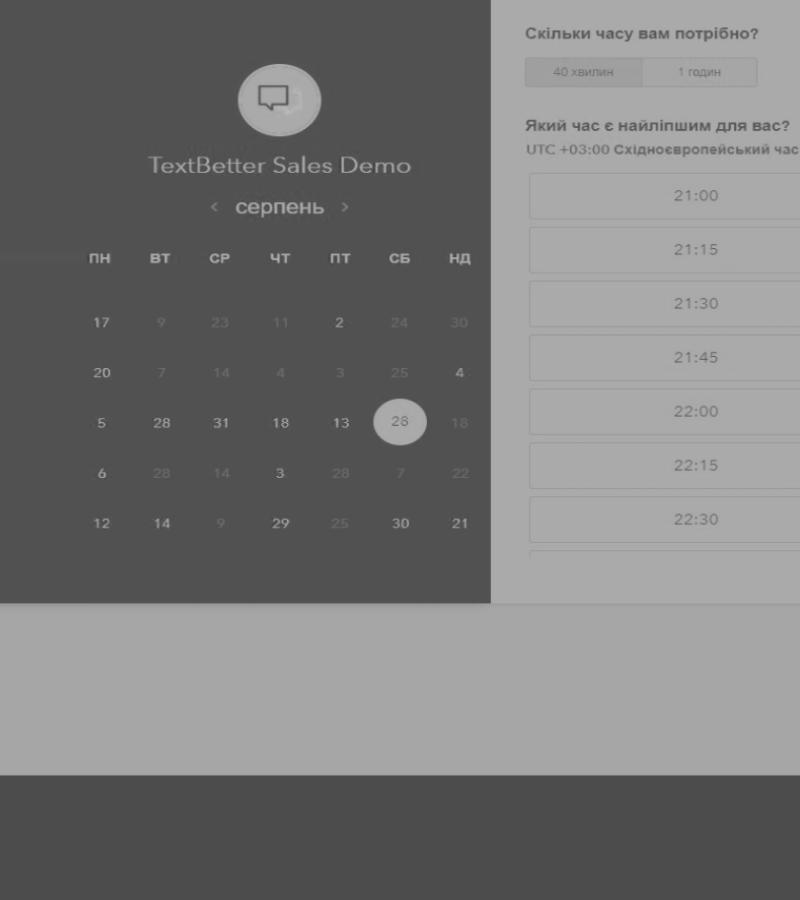 TextBetter Sales Demo
< серпень >
ПН ВТ СР ЧТ ПТ СБ НД
17 9 23 11 2 24 30
20 7 14 4 3 25 4
5 28 31 18 13 28 18
6 28 14 3 28 7 22
12 14 9 29 25 30 21
Скільки часу вам потрібно?
40 хвилин 1 годин
Який час є найліпшим для вас?
UTC +03:00 Східноєвропейський час
21:00
21:15
21:30
21:45
22:00
22:15
22:30